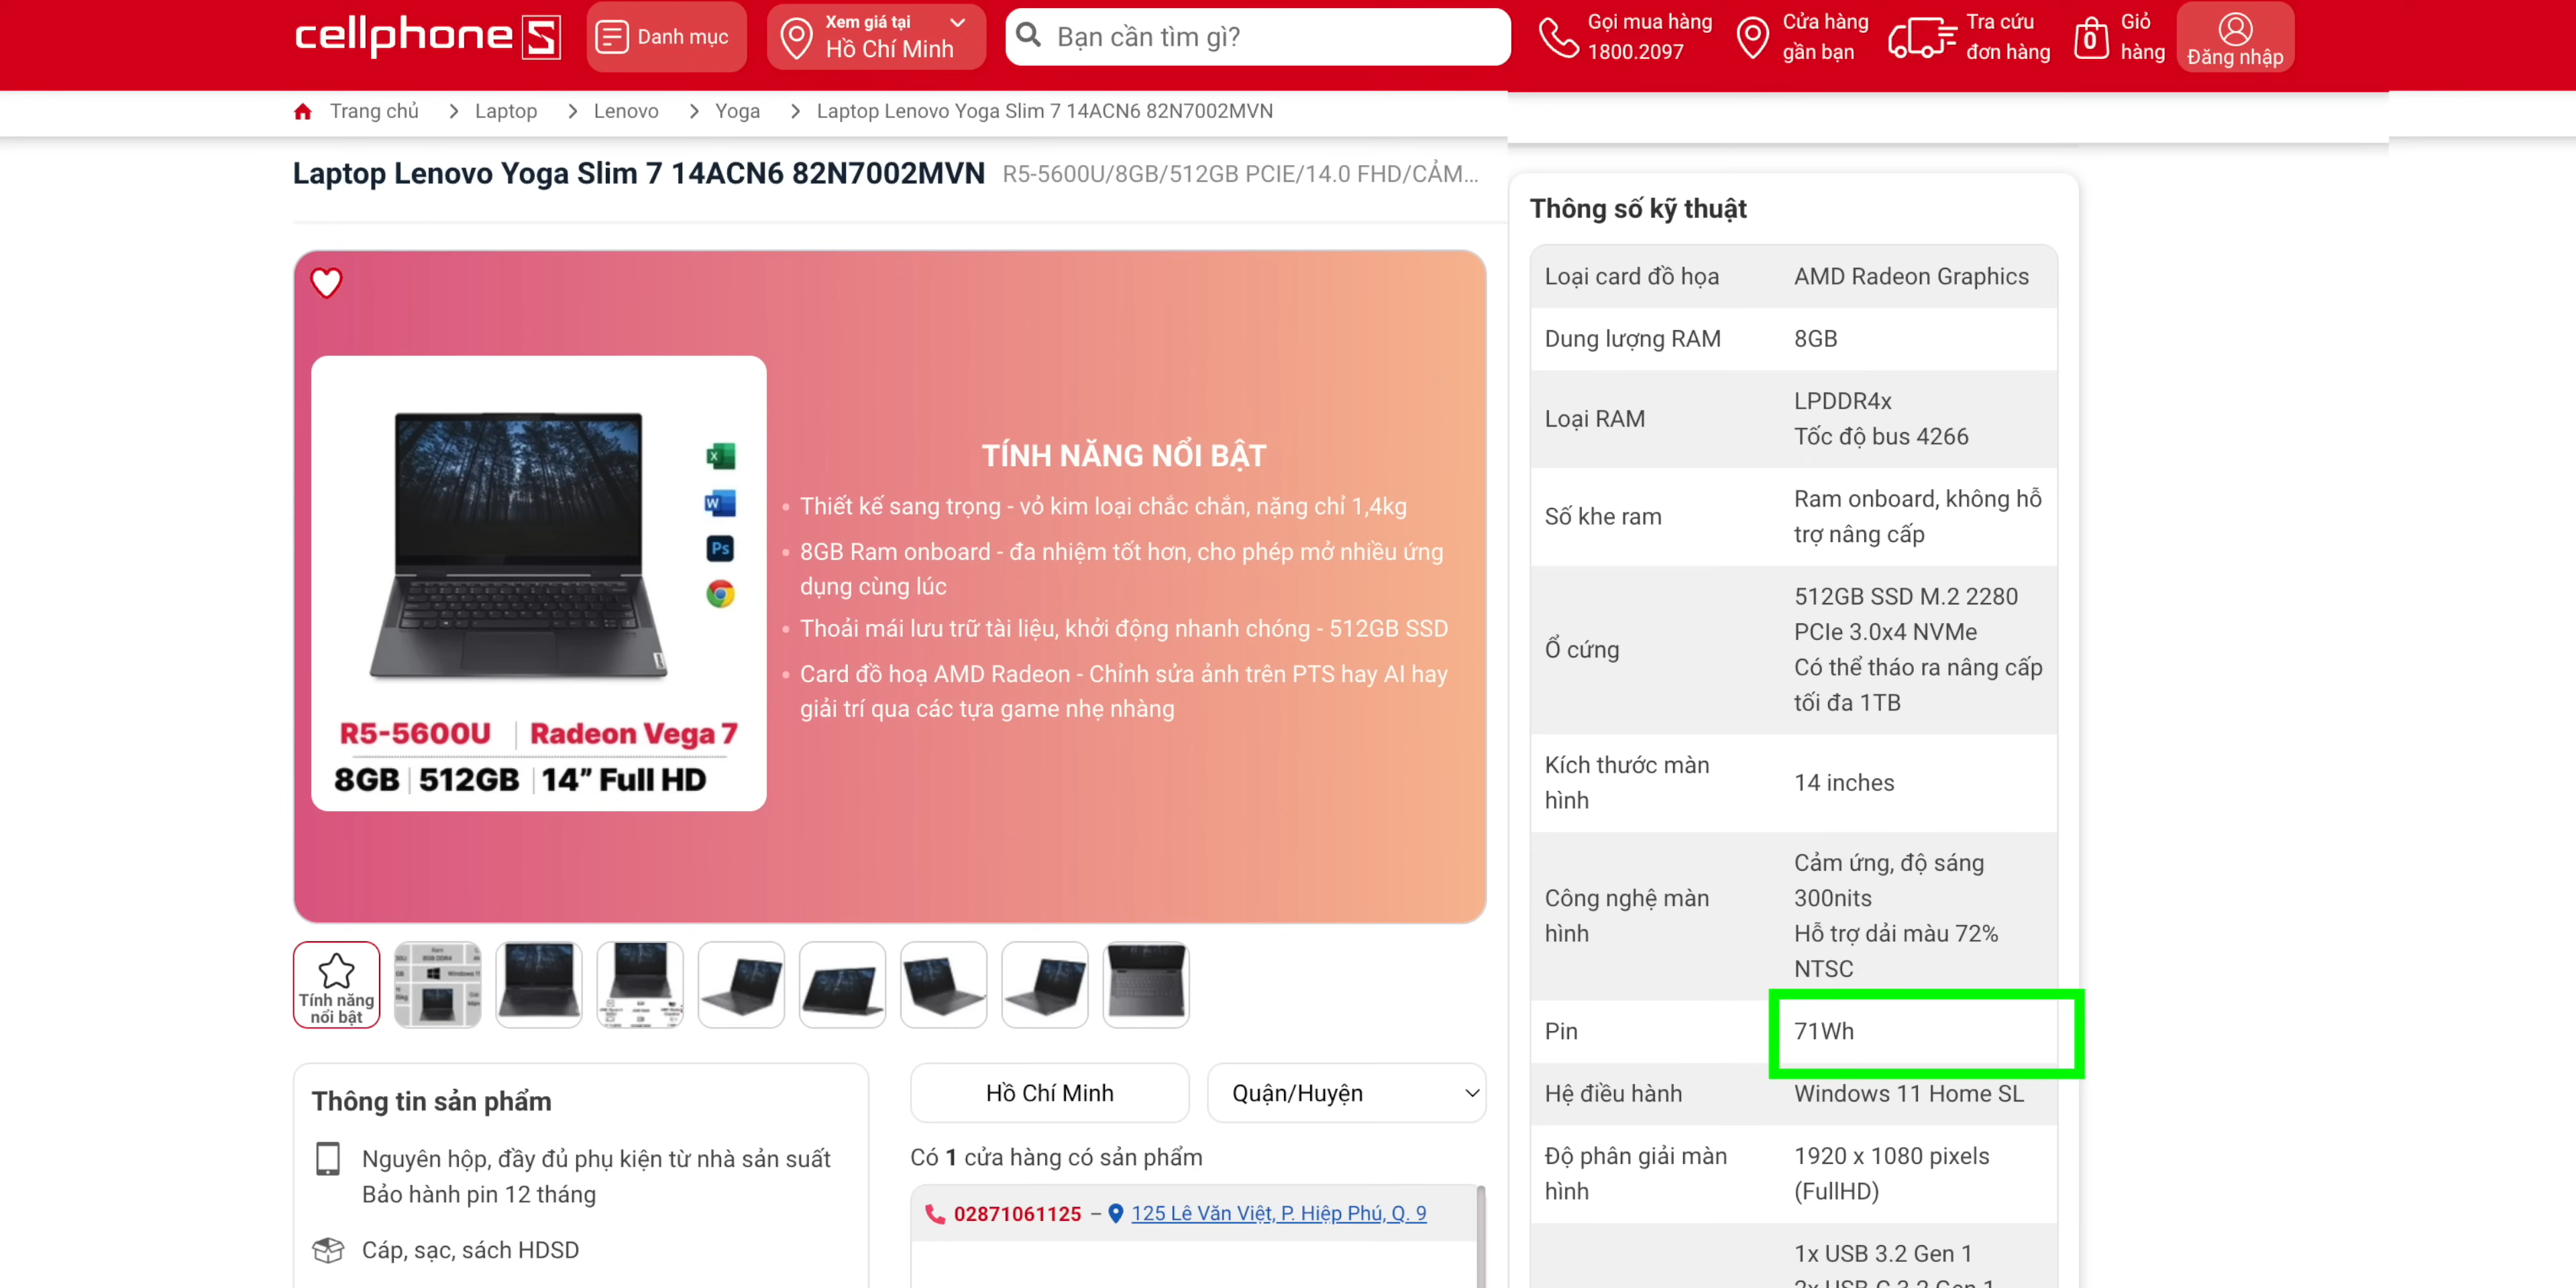 cellphoneS
Danh mục
Xem giá tại
Hồ Chí Minh
Bạn cần tìm gì?
Gọi mua hàng
1800.2097
Cửa hàng
gần bạn
Tra cứu
đơn hàng
0
Giỏ
hàng
Đăng nhập
Trang chủ > Laptop > Lenovo > Yoga > Laptop Lenovo Yoga Slim 7 14ACN6 82N7002MVN
Laptop Lenovo Yoga Slim 7 14ACN6 82N7002MVN R5-5600U/8GB/512GB PCIE/14.0 FHD/CẢM...
R5-5600U | Radeon Vega 7
8GB | 512GB | 14” Full HD
TÍNH NĂNG NỔI BẬT
• Thiết kế sang trọng - vỏ kim loại chắc chắn, nặng chỉ 1,4kg
• 8GB Ram onboard - đa nhiệm tốt hơn, cho phép mở nhiều ứng
dụng cùng lúc
• Thoải mái lưu trữ tài liệu, khởi động nhanh chóng - 512GB SSD
• Card đồ hoạ AMD Radeon - Chỉnh sửa ảnh trên PTS hay AI hay
giải trí qua các tựa game nhẹ nhàng
Tính năng
nổi bật
Thông tin sản phẩm
Nguyên hộp, đầy đủ phụ kiện từ nhà sản suất
Bảo hành pin 12 tháng
Cáp, sạc, sách HDSD
Hồ Chí Minh
Quận/Huyện
Có 1 cửa hàng có sản phẩm
02871061125 – 125 Lê Văn Việt, P. Hiệp Phú, Q. 9
Thông số kỹ thuật
Loại card đồ họa
AMD Radeon Graphics
Dung lượng RAM
8GB
Loại RAM
LPDDR4x
Tốc độ bus 4266
Số khe ram
Ram onboard, không hỗ
trợ nâng cấp
Ổ cứng
512GB SSD M.2 2280
PCIe 3.0x4 NVMe
Có thể tháo ra nâng cấp
tối đa 1TB
Kích thước màn
hình
14 inches
Công nghệ màn
hình
Cảm ứng, độ sáng
300nits
Hỗ trợ dải màu 72%
NTSC
Pin
71Wh
Hệ điều hành
Windows 11 Home SL
Độ phân giải màn
hình
1920 x 1080 pixels
(FullHD)
1x USB 3.2 Gen 1